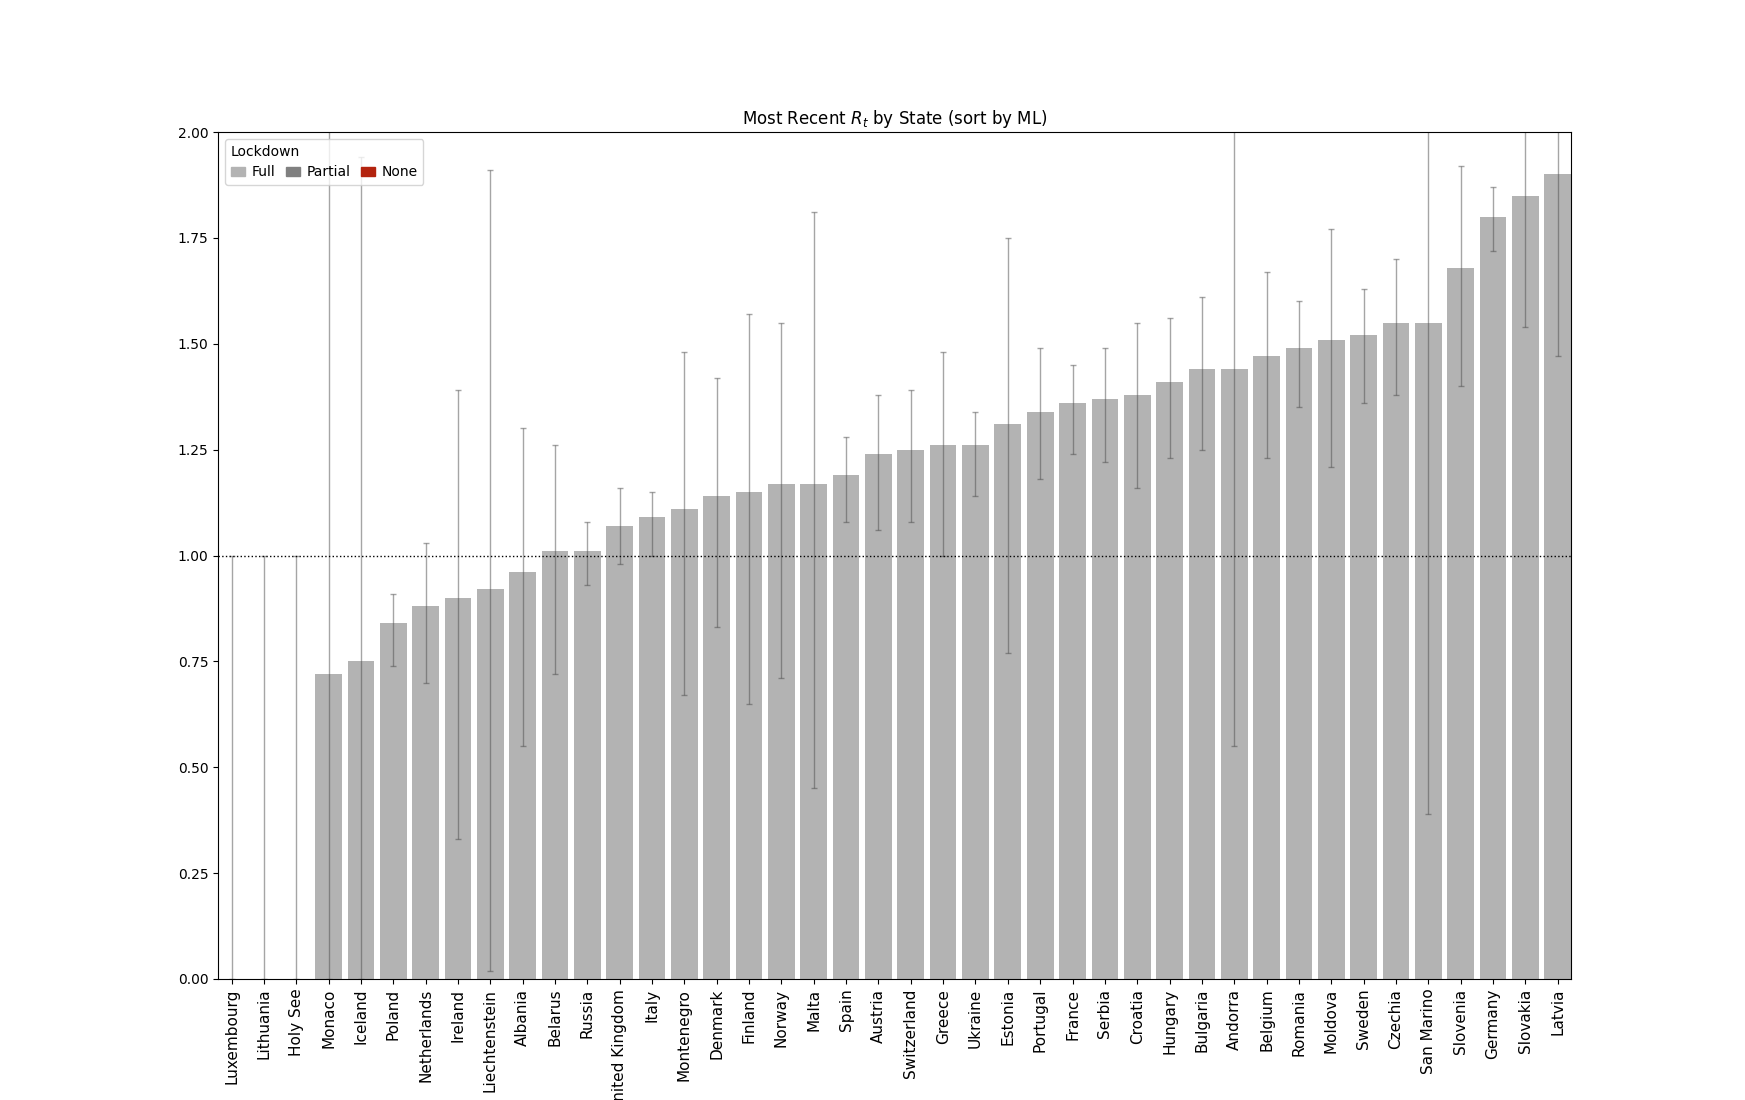 Most Recent Rt by State (sort by ML)
Lockdown
Full Partial None
2.00
1.75
1.50
1.25
1.00
0.75
0.50
0.25
0.00
Luxembourg
Lithuania
Holy See
Monaco
Iceland
Poland
Netherlands
Ireland
Liechtenstein
Albania
Belarus
Russia
nited Kingdom
Italy
Montenegro
Denmark
Finland
Norway
Malta
Spain
Austria
Switzerland
Greece
Ukraine
Estonia
Portugal
France
Serbia
Croatia
Hungary
Bulgaria
Andorra
Belgium
Romania
Moldova
Sweden
Czechia
San Marino
Slovenia
Germany
Slovakia
Latvia